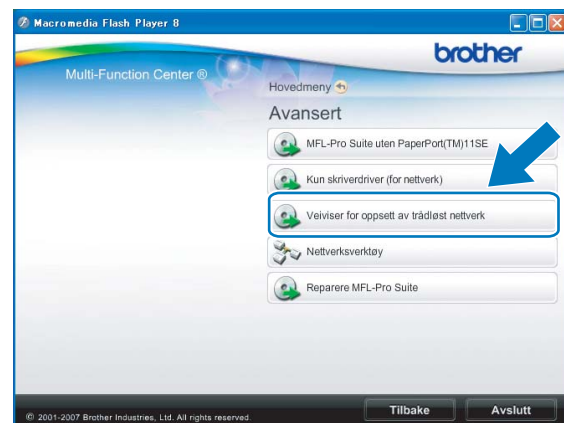 Macromedia Flash Player 8
brother
Multi-Function Center ®
Hovedmeny
Avansert
MFL-Pro Suite uten PaperPort(TM)11SE
Kun skriverdriver (for nettverk)
Veiviser for oppsett av trådløst nettverk
Nettverksverktøy
Reparere MFL-Pro Suite
Tilbake
Avslutt
© 2001-2007 Brother Industries, Ltd. All rights reserved.